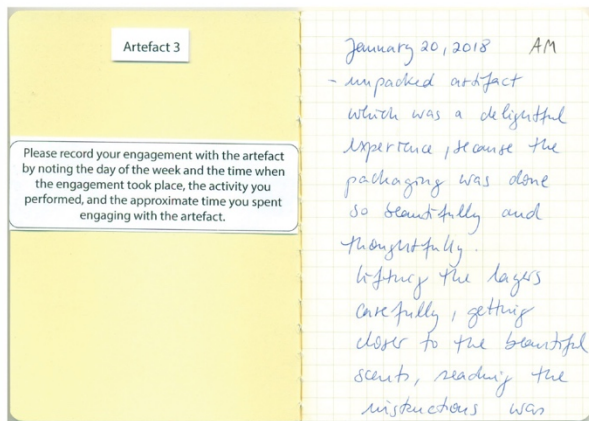 Artefact 3
Please record your engagement with the artefact
by noting the day of the week and the time when
the engagement took place, the activity you
performed, and the approximate time you spent
engaging with the artefact.
January 20, 2018 AM
- unpacked artifact
which was a delightful
experience, because the
packaging was done
so beautifully and
thoughtfully.
lifting the layers
carefully, getting
closer to the beautiful
scents, reading the
instructions was